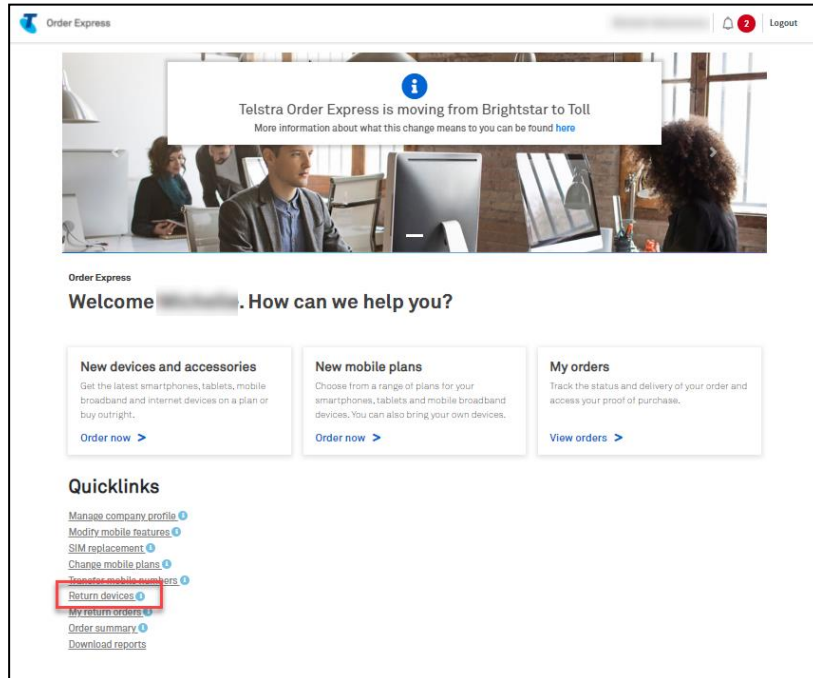 Order Express
2
Logout
Telstra Order Express is moving from Brightstar to Toll
More information about what this change means to you can be found here
Order Express
Welcome . How can we help you?
New devices and accessories
Get the latest smartphones, tablets, mobile
broadband and internet devices on a plan or
buy outright.
Order now >
New mobile plans
Choose from a range of plans for your
smartphones, tablets and mobile broadband
devices. You can also bring your own devices.
Order now >
My orders
Track the status and delivery of your order and
access your proof of purchase.
View orders >
Quicklinks
Manage company profile
Modify mobile features
SIM replacement
Change mobile plans
Transfer mobile numbers
Return devices
My return orders
Order summary
Download reports